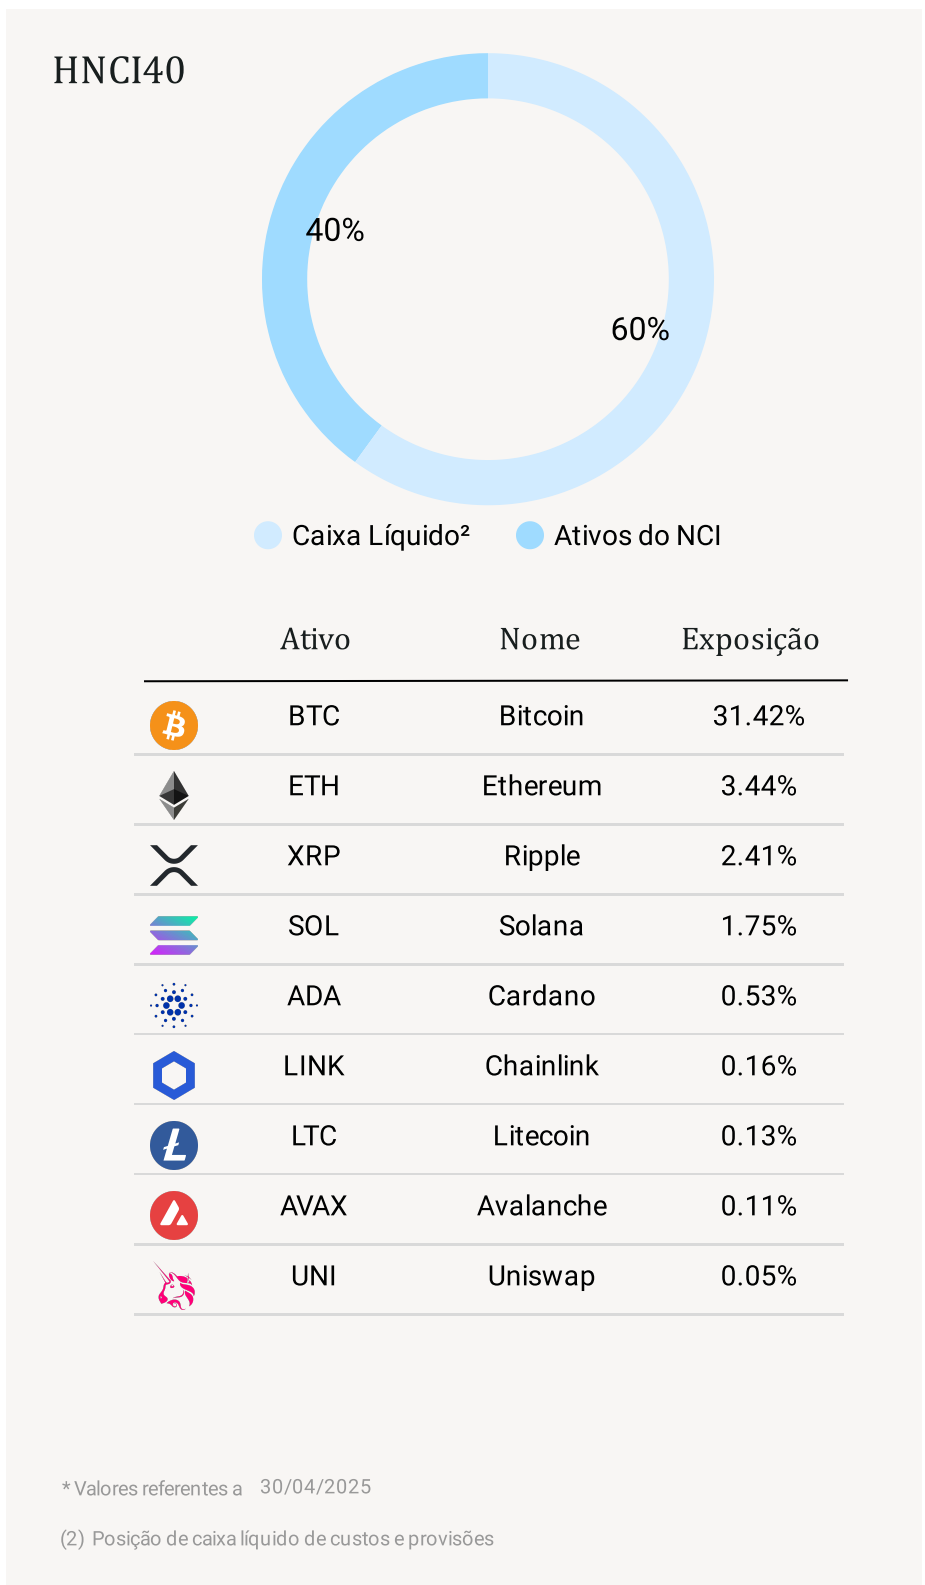 HNCI40
40%
60%
Caixa Líquido² Ativos do NCI
Ativo Nome Exposição
BTC Bitcoin 31.42%
ETH Ethereum 3.44%
XRP Ripple 2.41%
SOL Solana 1.75%
ADA Cardano 0.53%
LINK Chainlink 0.16%
LTC Litecoin 0.13%
AVAX Avalanche 0.11%
UNI Uniswap 0.05%
* Valores referentes a 30/04/2025
(2) Posição de caixa líquido de custos e provisões